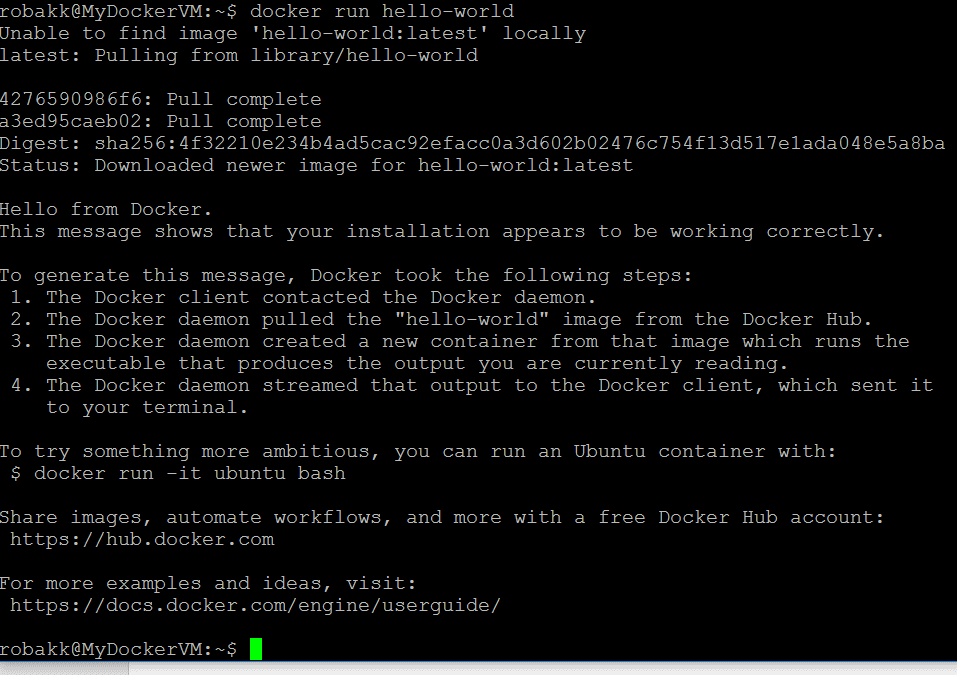 robakk@MyDockerVM:~$ docker run hello-world
Unable to find image 'hello-world:latest' locally
latest: Pulling from library/hello-world

4276590986f6: Pull complete
a3ed95caeb02: Pull complete
Digest: sha256:4f32210e234b4ad5cac92efacc0a3d602b02476c754f13d517e1ada048e5a8ba
Status: Downloaded newer image for hello-world:latest

Hello from Docker.
This message shows that your installation appears to be working correctly.

To generate this message, Docker took the following steps:
 1. The Docker client contacted the Docker daemon.
 2. The Docker daemon pulled the "hello-world" image from the Docker Hub.
 3. The Docker daemon created a new container from that image which runs the
    executable that produces the output you are currently reading.
 4. The Docker daemon streamed that output to the Docker client, which sent it
    to your terminal.

To try something more ambitious, you can run an Ubuntu container with:
 $ docker run -it ubuntu bash

Share images, automate workflows, and more with a free Docker Hub account:
 https://hub.docker.com

For more examples and ideas, visit:
 https://docs.docker.com/engine/userguide/

robakk@MyDockerVM:~$